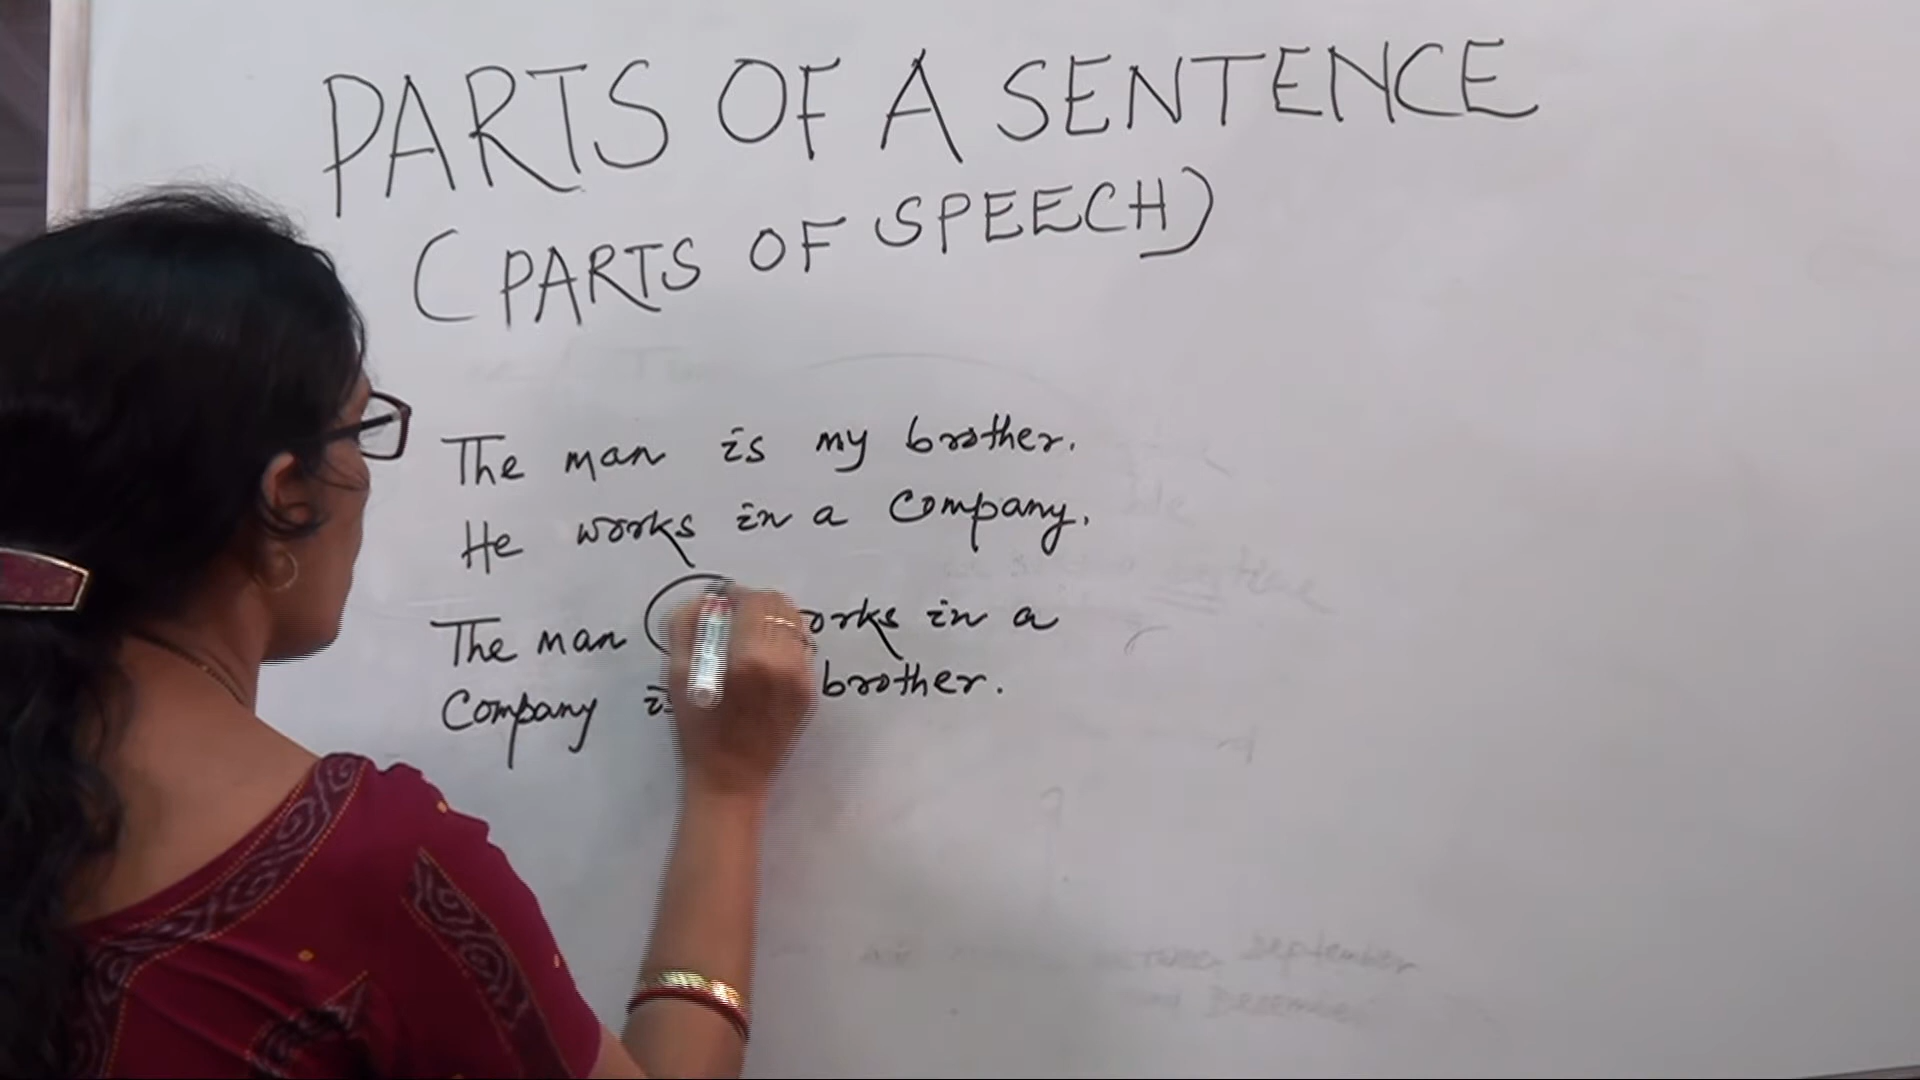 PARTS OF A SENTENCE
(PARTS OF SPEECH)
The man is my brother.
He works in a Company.
The man orks in a
Company i brother.
september